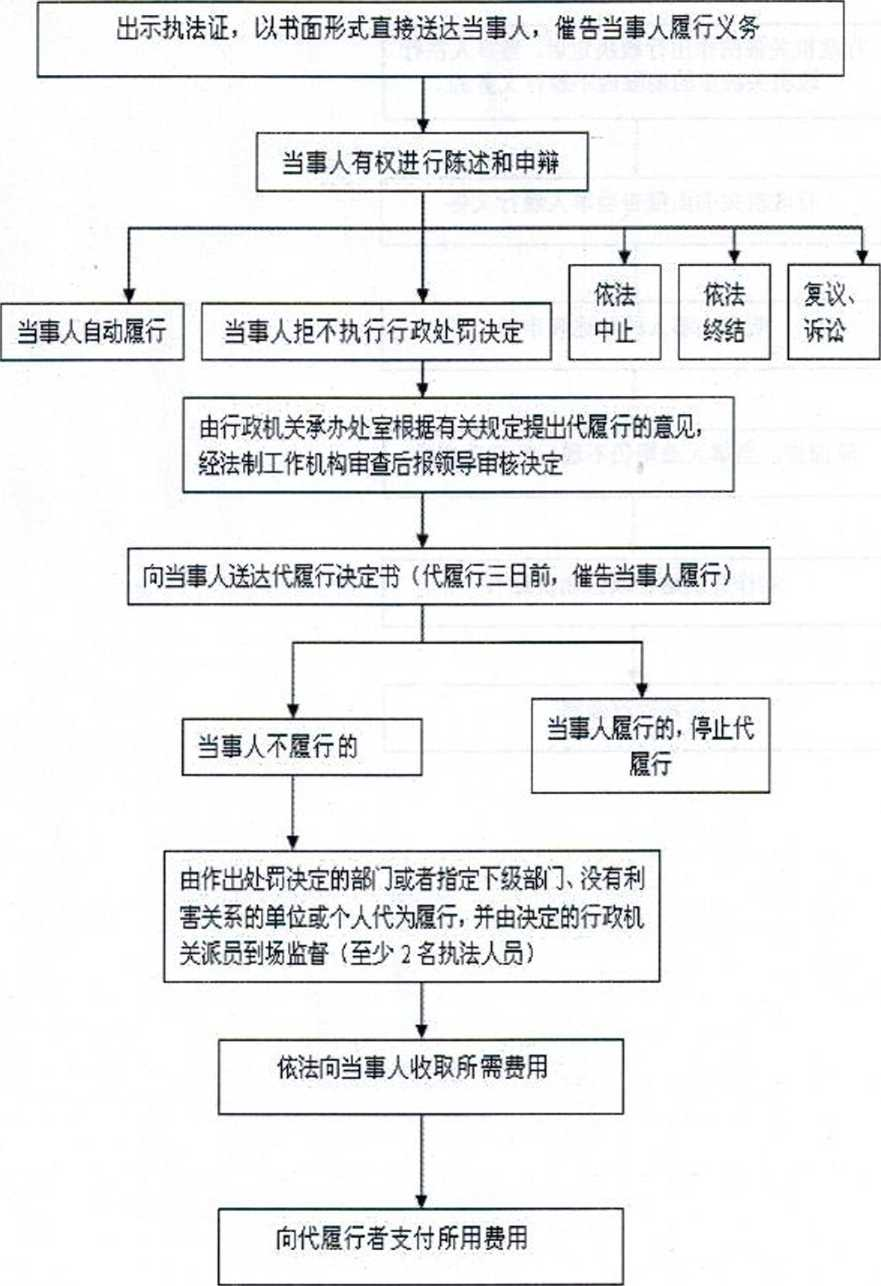 出示执法证，以书面形式直接送达当事人，催告当事人履行义务
当事人有权进行陈述和申辩
当事人自动履行
当事人拒不执行行政处罚决定
依法
中止
依法
终结
复议、
诉讼
由行政机关承办处室根据有关规定提出代履行的意见，
经法制工作机构审查后报领导审核决定
向当事人送达代履行决定书（代履行三日前，催告当事人履行）
当事人不履行的
当事人履行的，停止代
履行
由作出处罚决定的部门或者指定下级部门、没有利
害关系的单位或个人代为履行，并由决定的行政机
关派员到场监督（至少2名执法人员）
依法向当事人收取所需费用
向代履行者支付所用费用